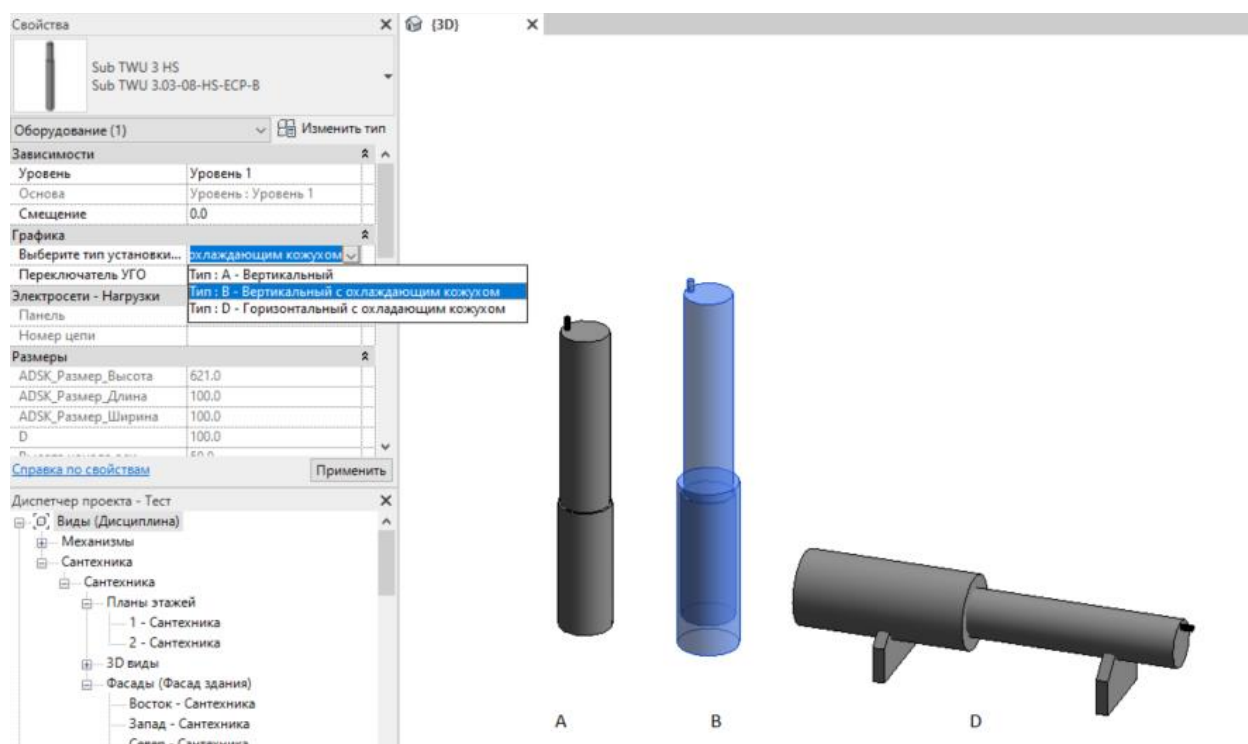 Свойства
{3D}
Sub TWU 3 HS
Sub TWU 3.03-08-HS-ECP-B
Оборудование (1)
Изменить тип
Зависимости
Уровень Уровень 1
Основа Уровень : Уровень 1
Смещение 0.0
Графика
Выберите тип установки... охлаждающим кожухом
Переключатель УГО
Тип : A - Вертикальный
Тип : B - Вертикальный с охлаждающим кожухом
Тип : D - Горизонтальный с охладающим кожухом
Электросети - Нагрузки
Панель
Номер цепи
Размеры
ADSK_Размер_Высота 621.0
ADSK_Размер_Длина 100.0
ADSK_Размер_Ширина 100.0
D 100.0
Справка по свойствам
Применить
Диспетчер проекта - Тест
Виды (Дисциплина)
Механизмы
Сантехника
Сантехника
Планы этажей
1 - Сантехника
2 - Сантехника
3D виды
Фасады (Фасад здания)
Восток - Сантехника
Запад - Сантехника
Север - Сантехника
A
B
D